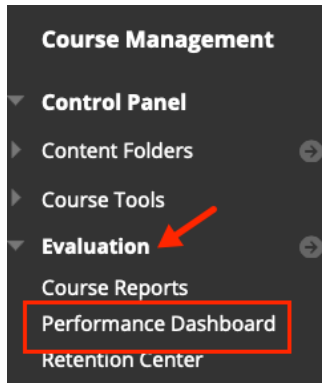 Course Management
Control Panel
Content Folders
Course Tools
Evaluation
Course Reports
Performance Dashboard
Retention Center